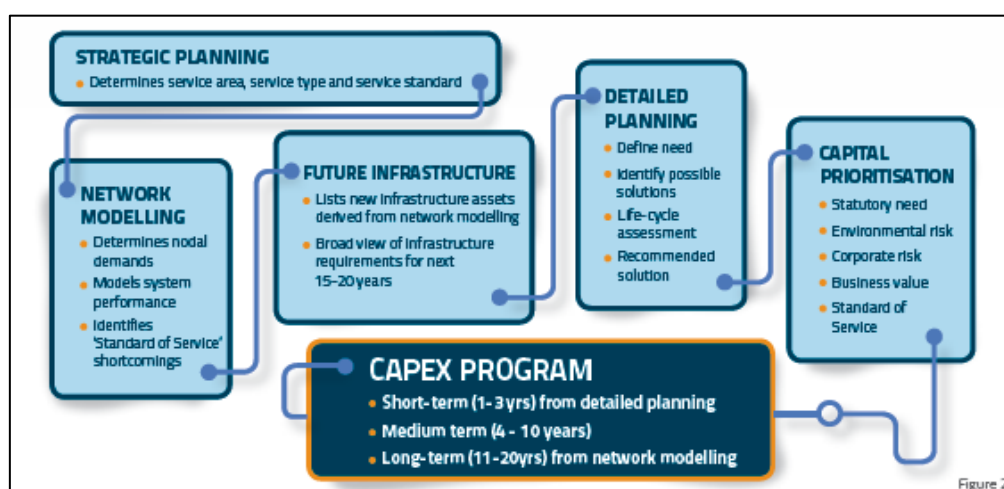 STRATEGIC PLANNING
• Determines service area, service type and service standard
NETWORK
MODELLING
• Determines nodal
demands
• Models system
performance
• Identifies
'Standard of Service'
shortcomings
FUTURE INFRASTRUCTURE
• Lists new infrastructure assets
derived from network modelling
• Broad view of infrastructure
requirements for next
15-20 years
DETAILED
PLANNING
• Define need
• Identify possible
solutions
• Life-cycle
assessment
• Recommended
solution
CAPITAL
PRIORITISATION
• Statutory need
• Environmental risk
• Corporate risk
• Business value
• Standard of
Service
CAPEX PROGRAM
• Short-term (1-3yrs) from detailed planning
• Medium term (4 - 10 years)
• Long-term (11-20yrs) from network modelling
Figure 2